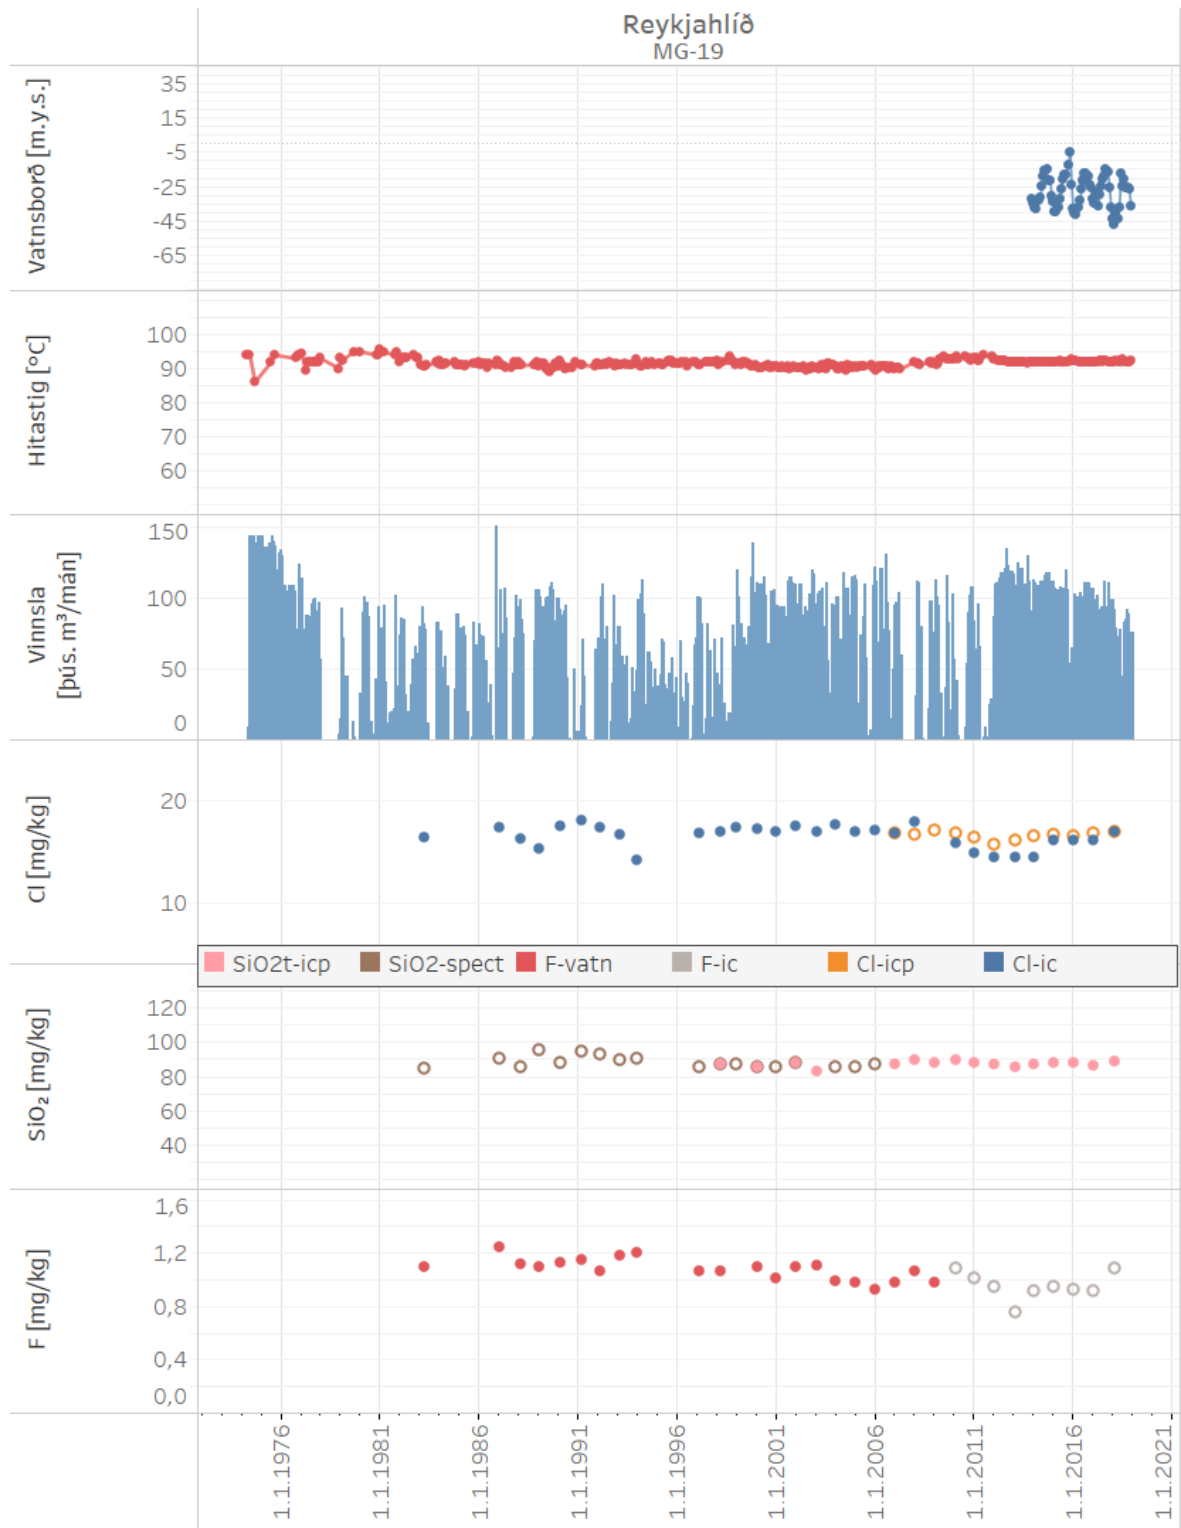 Reykjahlíð
MG-19
Vatnsborð [m.y.s.]
35
15
-5
-25
-45
-65
Hitastig [°C]
100
90
80
70
60
Vinnsla
[þús. m³/mán]
150
100
50
0
Cl [mg/kg]
20
10
SiO2t-icp SiO2-spect F-vatn F-ic Cl-icp Cl-ic
SiO₂ [mg/kg]
120
100
80
60
40
F [mg/kg]
1,6
1,2
0,8
0,4
0,0
1.1.1976 1.1.1981 1.1.1986 1.1.1991 1.1.1996 1.1.2001 1.1.2006 1.1.2011 1.1.2016 1.1.2021